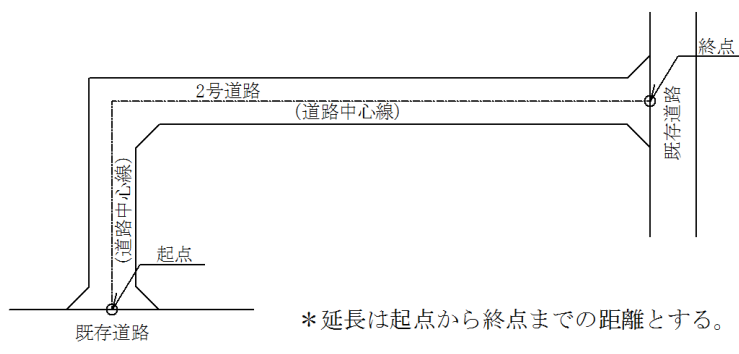 終点
2号道路
(道路中心線)
既存道路
(道路中心線)
起点
*延長は起点から終点までの距離とする。
既存道路